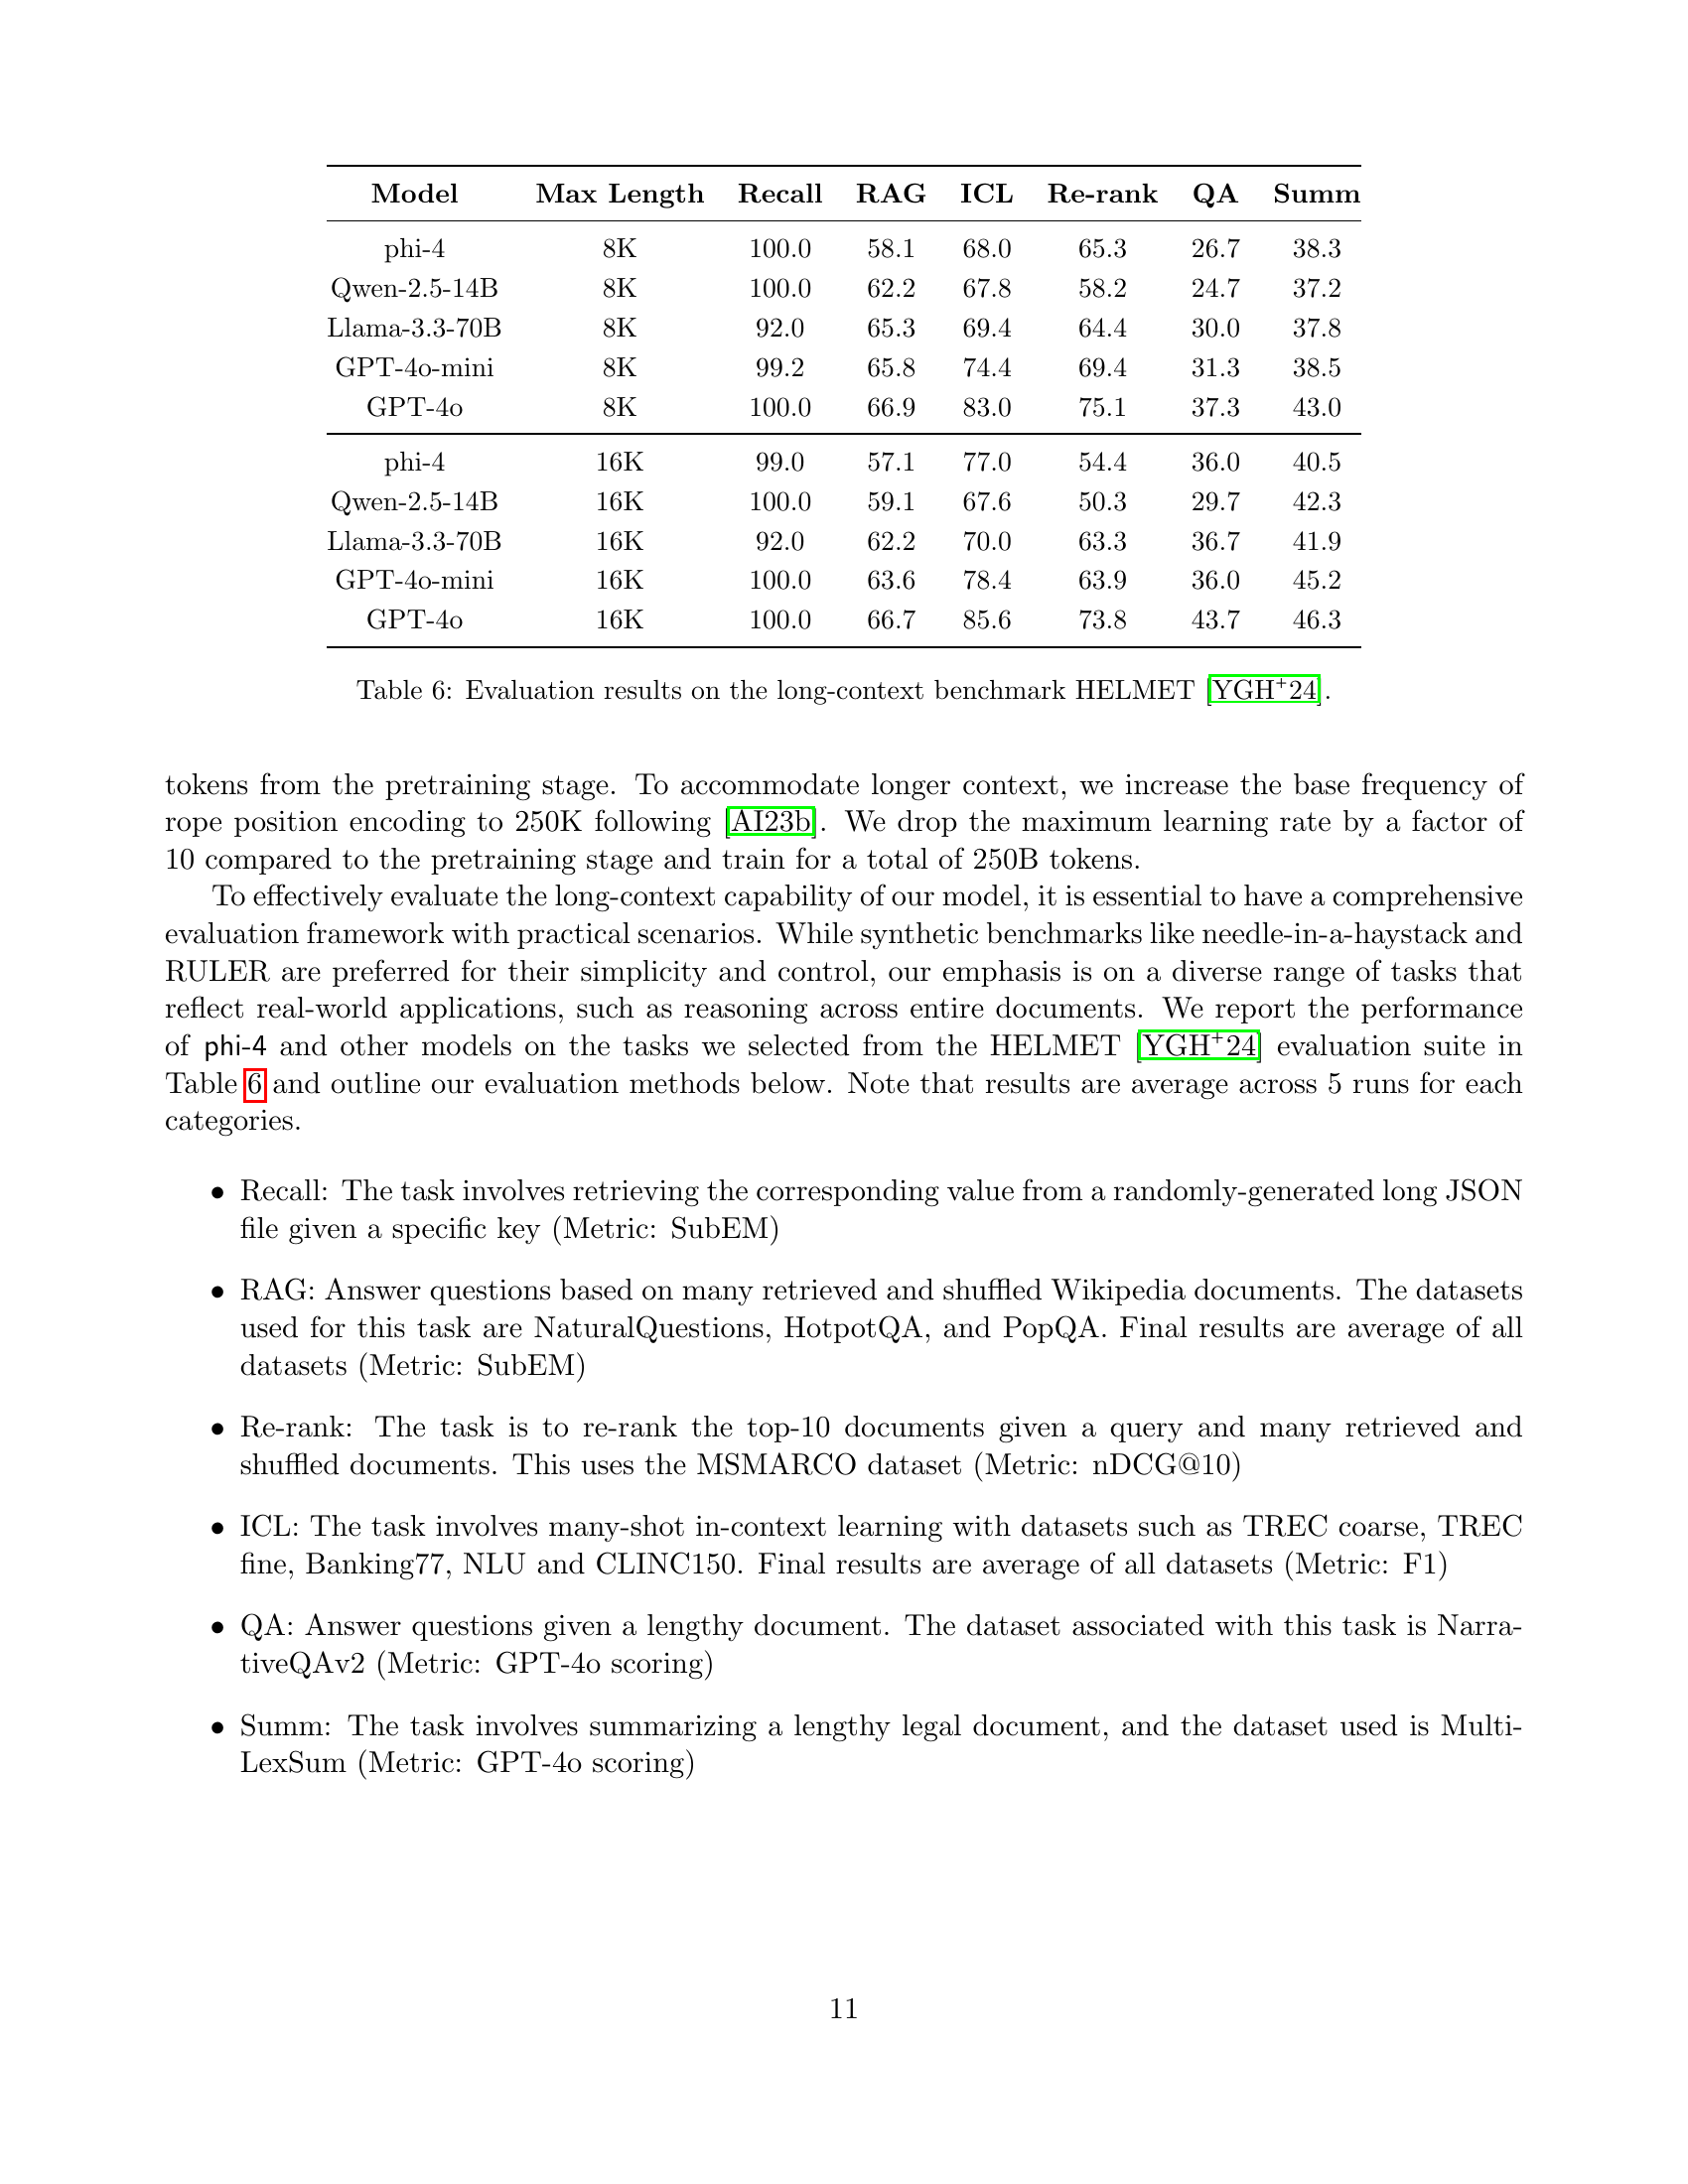 Model Max Length Recall RAG ICL Re-rank QA Summ
phi-4 8K 100.0 58.1 68.0 65.3 26.7 38.3
Qwen-2.5-14B 8K 100.0 62.2 67.8 58.2 24.7 37.2
Llama-3.3-70B 8K 92.0 65.3 69.4 64.4 30.0 37.8
GPT-4o-mini 8K 99.2 65.8 74.4 69.4 31.3 38.5
GPT-4o 8K 100.0 66.9 83.0 75.1 37.3 43.0
phi-4 16K 99.0 57.1 77.0 54.4 36.0 40.5
Qwen-2.5-14B 16K 100.0 59.1 67.6 50.3 29.7 42.3
Llama-3.3-70B 16K 92.0 62.2 70.0 63.3 36.7 41.9
GPT-4o-mini 16K 100.0 63.6 78.4 63.9 36.0 45.2
GPT-4o 16K 100.0 66.7 85.6 73.8 43.7 46.3
Table 6: Evaluation results on the long-context benchmark HELMET [YGH+24].
tokens from the pretraining stage. To accommodate longer context, we increase the base frequency of
rope position encoding to 250K following [AI23b]. We drop the maximum learning rate by a factor of
10 compared to the pretraining stage and train for a total of 250B tokens.
To effectively evaluate the long-context capability of our model, it is essential to have a comprehensive
evaluation framework with practical scenarios. While synthetic benchmarks like needle-in-a-haystack and
RULER are preferred for their simplicity and control, our emphasis is on a diverse range of tasks that
reflect real-world applications, such as reasoning across entire documents. We report the performance
of phi-4 and other models on the tasks we selected from the HELMET [YGH+24] evaluation suite in
Table 6 and outline our evaluation methods below. Note that results are average across 5 runs for each
categories.
• Recall: The task involves retrieving the corresponding value from a randomly-generated long JSON
file given a specific key (Metric: SubEM)
• RAG: Answer questions based on many retrieved and shuffled Wikipedia documents. The datasets
used for this task are NaturalQuestions, HotpotQA, and PopQA. Final results are average of all
datasets (Metric: SubEM)
• Re-rank: The task is to re-rank the top-10 documents given a query and many retrieved and
shuffled documents. This uses the MSMARCO dataset (Metric: nDCG@10)
• ICL: The task involves many-shot in-context learning with datasets such as TREC coarse, TREC
fine, Banking77, NLU and CLINC150. Final results are average of all datasets (Metric: F1)
• QA: Answer questions given a lengthy document. The dataset associated with this task is Narra-
tiveQAv2 (Metric: GPT-4o scoring)
• Summ: The task involves summarizing a lengthy legal document, and the dataset used is Multi-
LexSum (Metric: GPT-4o scoring)
11